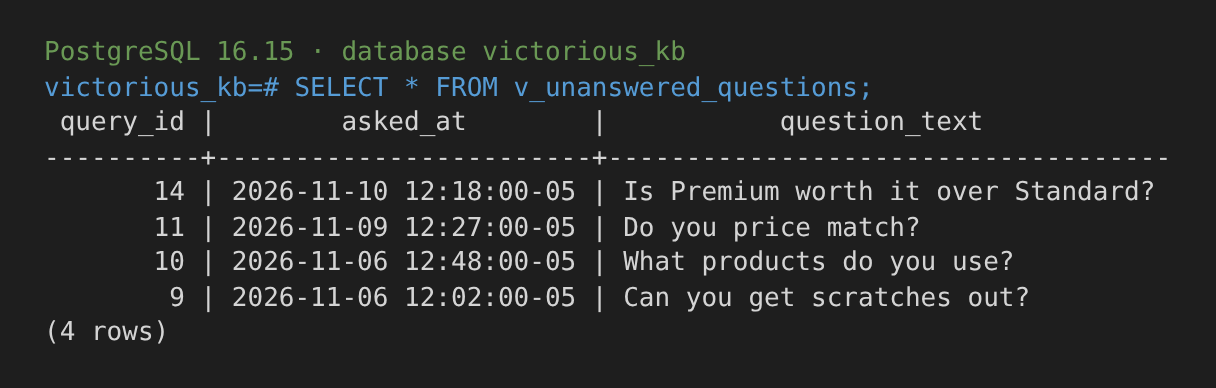 PostgreSQL 16.15 · database victorious_kb
victorious_kb=# SELECT * FROM v_unanswered_questions;
 query_id |        asked_at        |           question_text
----------+------------------------+------------------------------------
       14 | 2026-11-10 12:18:00-05 | Is Premium worth it over Standard?
       11 | 2026-11-09 12:27:00-05 | Do you price match?
       10 | 2026-11-06 12:48:00-05 | What products do you use?
        9 | 2026-11-06 12:02:00-05 | Can you get scratches out?
(4 rows)